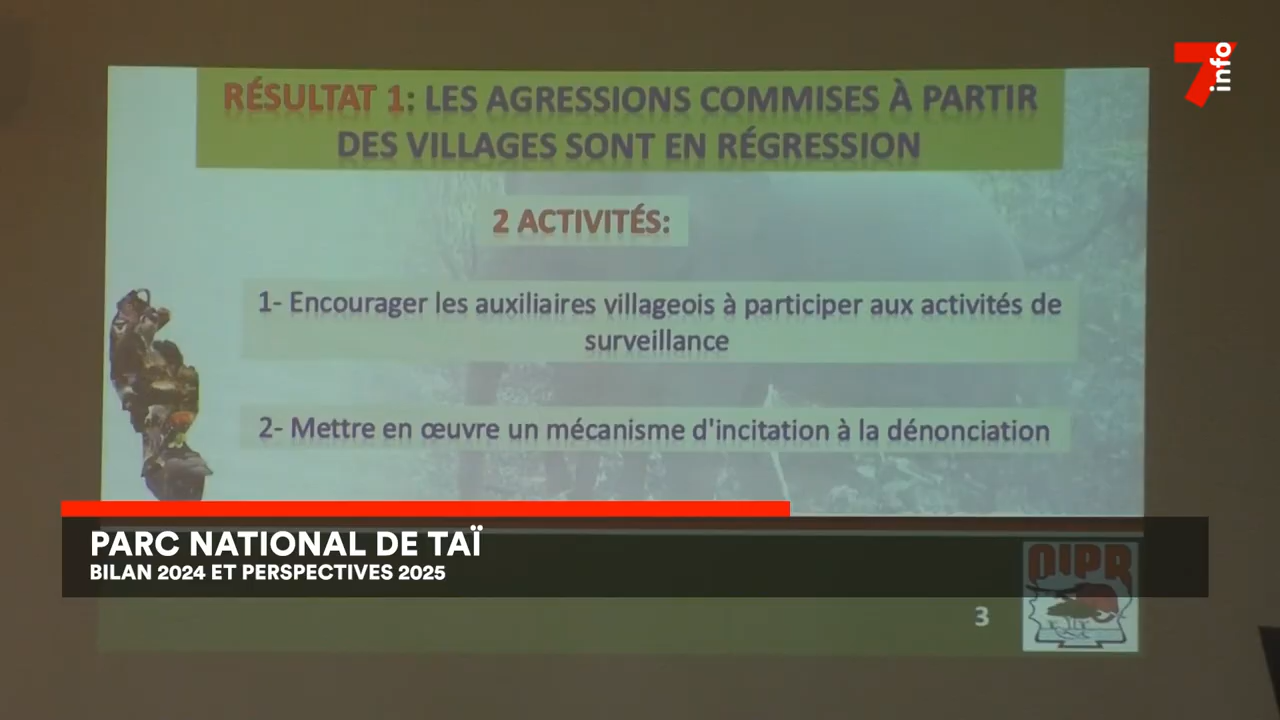 7info
RÉSULTAT 1: LES AGRESSIONS COMMISES À PARTIR
DES VILLAGES SONT EN RÉGRESSION
2 ACTIVITÉS:
1- Encourager les auxiliaires villageois à participer aux activités de
surveillance
2- Mettre en œuvre un mécanisme d'incitation à la dénonciation
PARC NATIONAL DE TAÏ
BILAN 2024 ET PERSPECTIVES 2025
OIPR
3